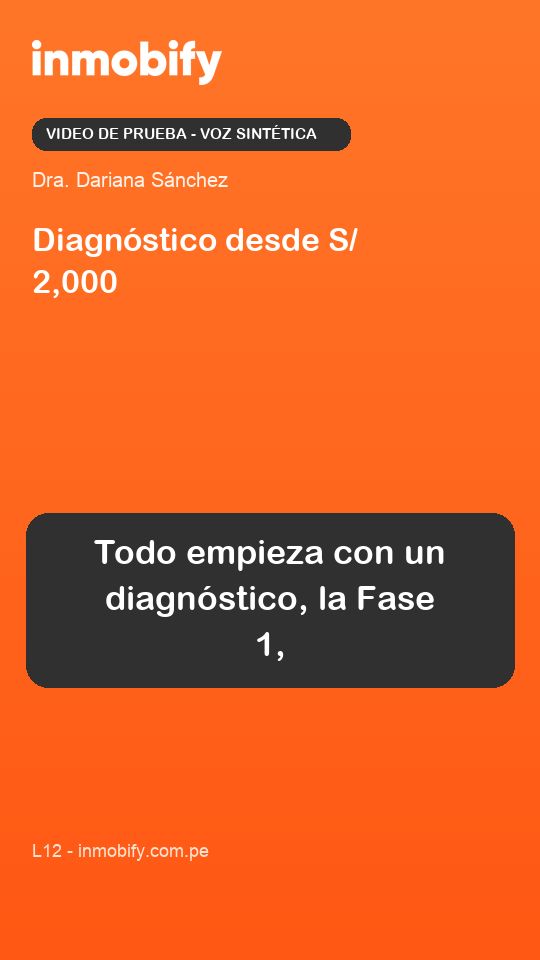 inmobify
VIDEO DE PRUEBA - VOZ SINTÉTICA
Dra. Dariana Sánchez
Diagnóstico desde S/
2,000
Todo empieza con un
diagnóstico, la Fase
1,
L12 - inmobify.com.pe